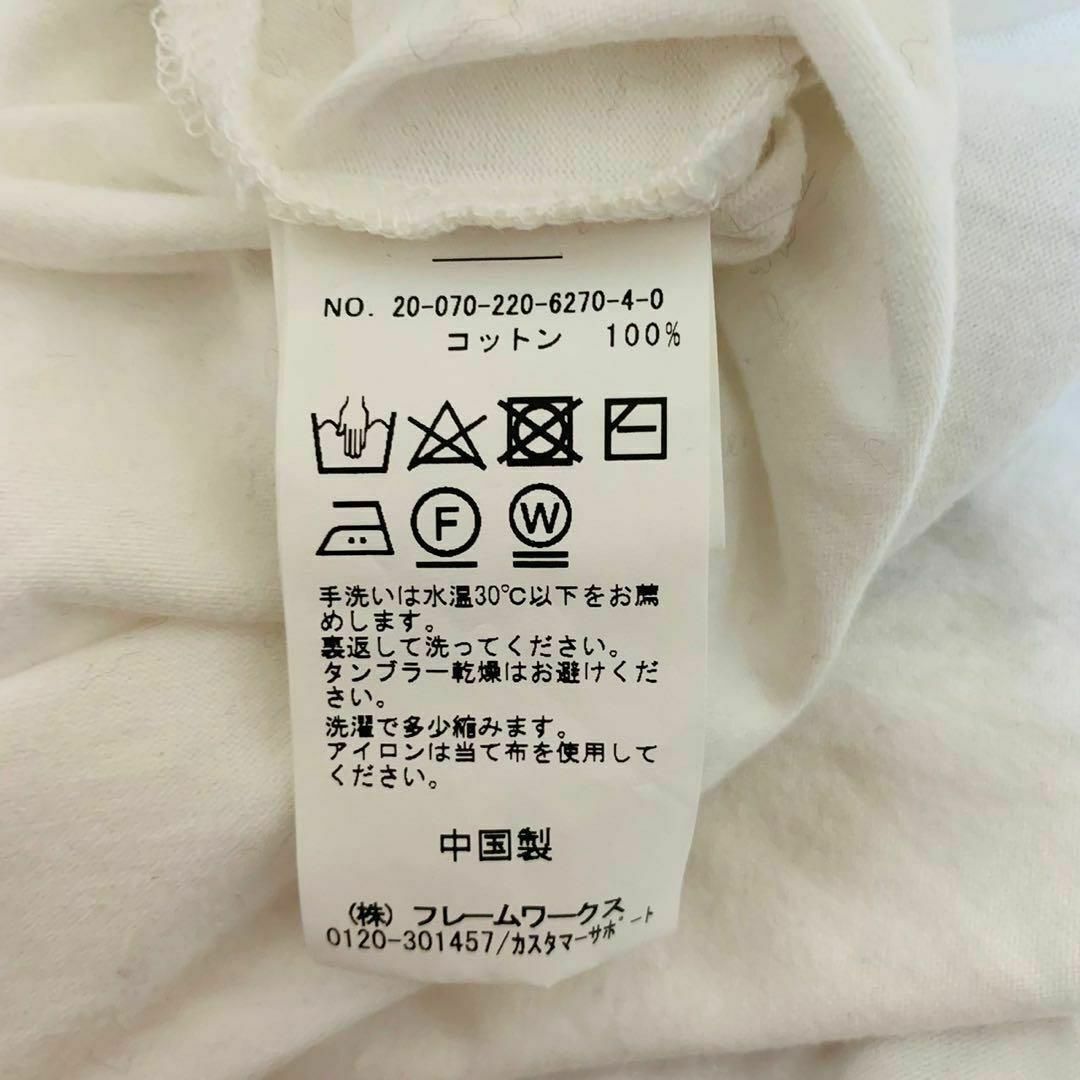 NO. 20-070-220-6270-4-0
コットン 100%
F W
手洗いは水温30℃以下をお薦
めします。
裏返して洗ってください。
タンブラー乾燥はお避けくだ
さい。
洗濯で多少縮みます。
アイロンは当て布を使用して
ください。
中国製
(株) フレームワークス
0120-301457/カスタマーサポート